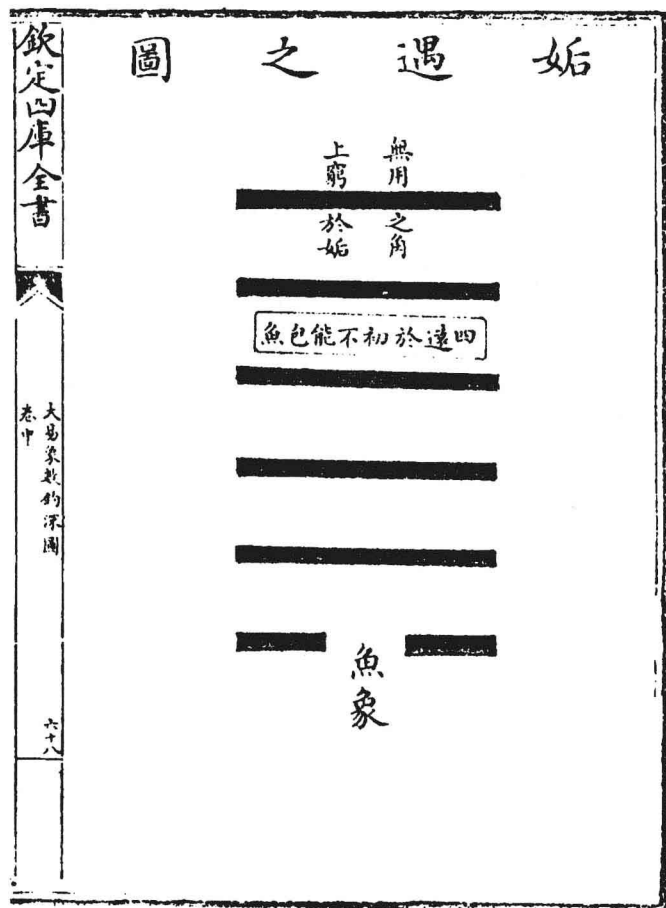 姤遇之圖
無用之角
上窮於姤
四遠於初不能包魚
魚象
欽定四庫全書
大易象數鈎深圖
卷中
六十八